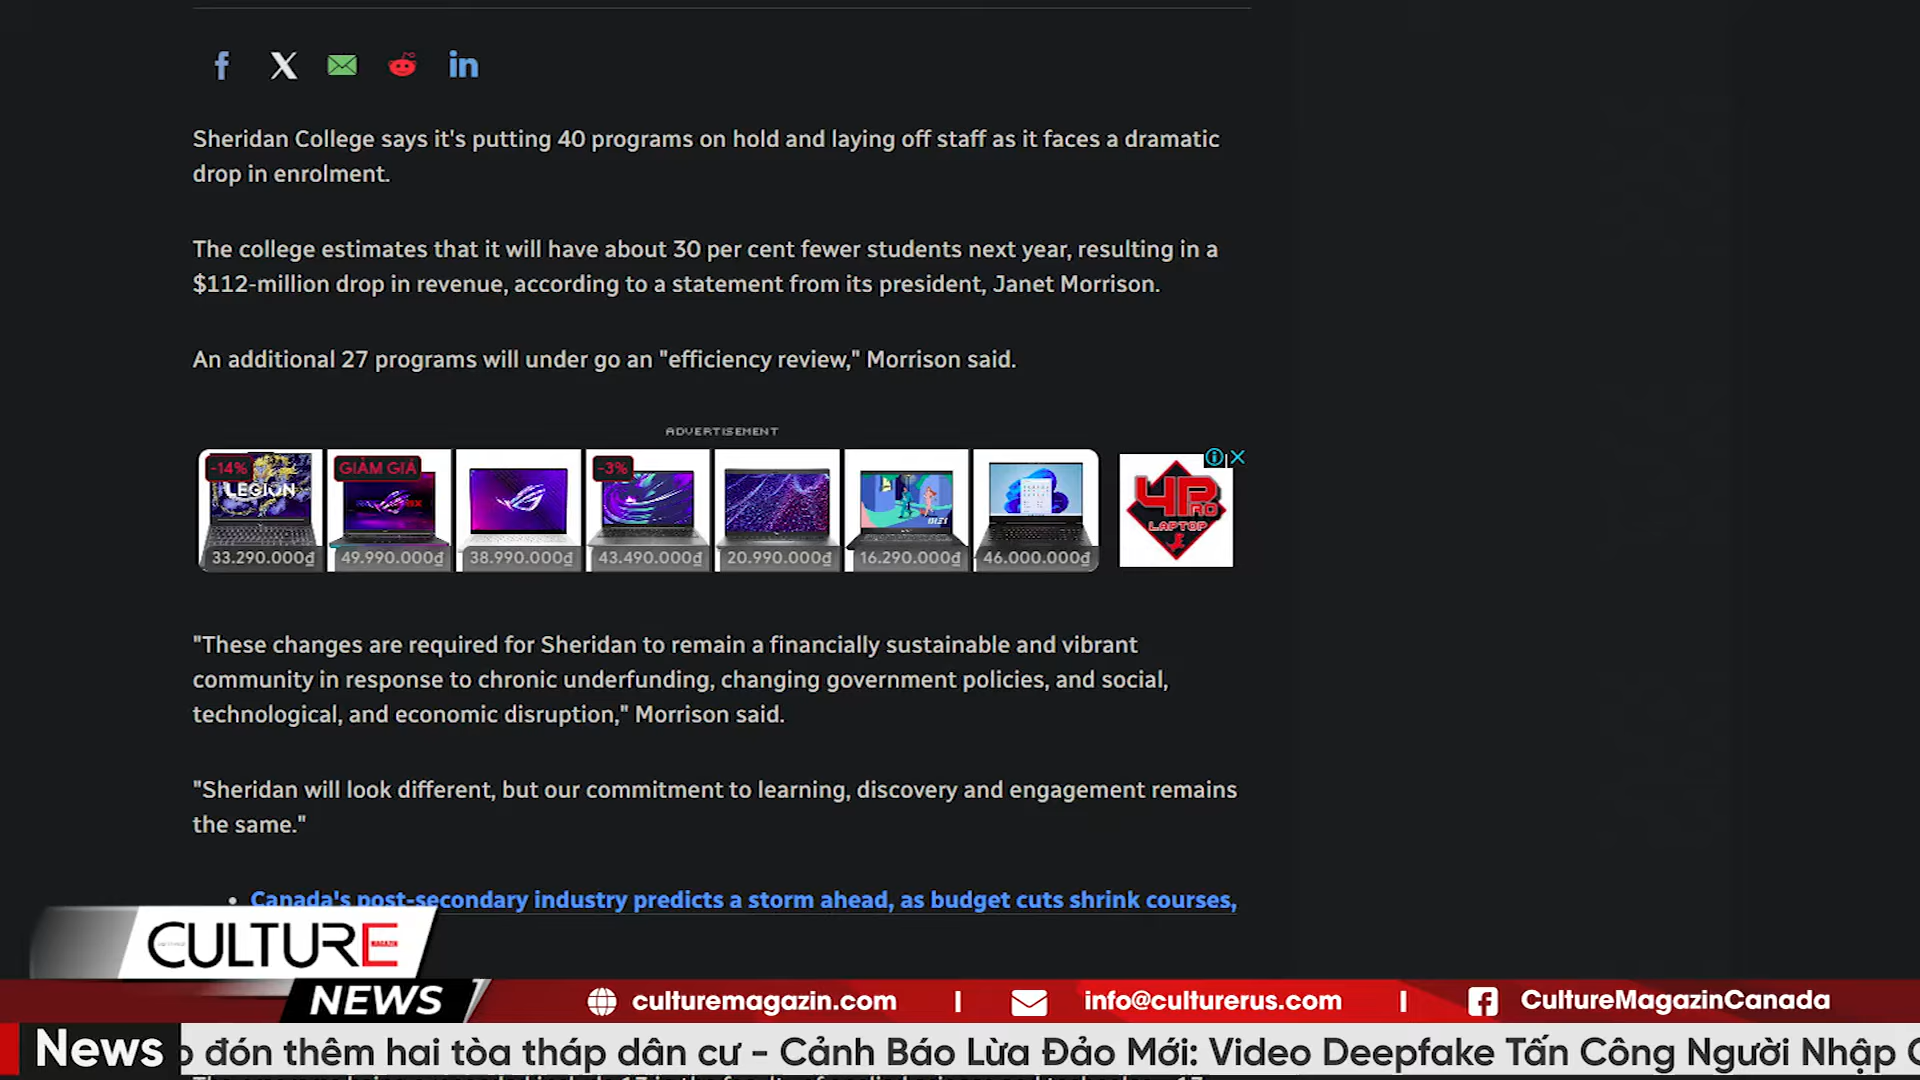 Sheridan College says it's putting 40 programs on hold and laying off staff as it faces a dramatic
drop in enrolment.
The college estimates that it will have about 30 per cent fewer students next year, resulting in a
$112-million drop in revenue, according to a statement from its president, Janet Morrison.
An additional 27 programs will under go an "efficiency review," Morrison said.
ADVERTISEMENT
-14%
LEGION
33.290.000₫
GIẢM GIÁ
49.990.000₫
38.990.000₫
-3%
43.490.000₫
20.990.000₫
16.290.000₫
46.000.000₫
4PRO
LAPTOP
"These changes are required for Sheridan to remain a financially sustainable and vibrant
community in response to chronic underfunding, changing government policies, and social,
technological, and economic disruption," Morrison said.
"Sheridan will look different, but our commitment to learning, discovery and engagement remains
the same."
• Canada's post-secondary industry predicts a storm ahead, as budget cuts shrink courses,
CULTURE
MAGAZIN
NEWS
culturemagazin.com | info@culturerus.com | CultureMagazinCanada
News
đón thêm hai tòa tháp dân cư - Cảnh Báo Lừa Đảo Mới: Video Deepfake Tấn Công Người Nhập